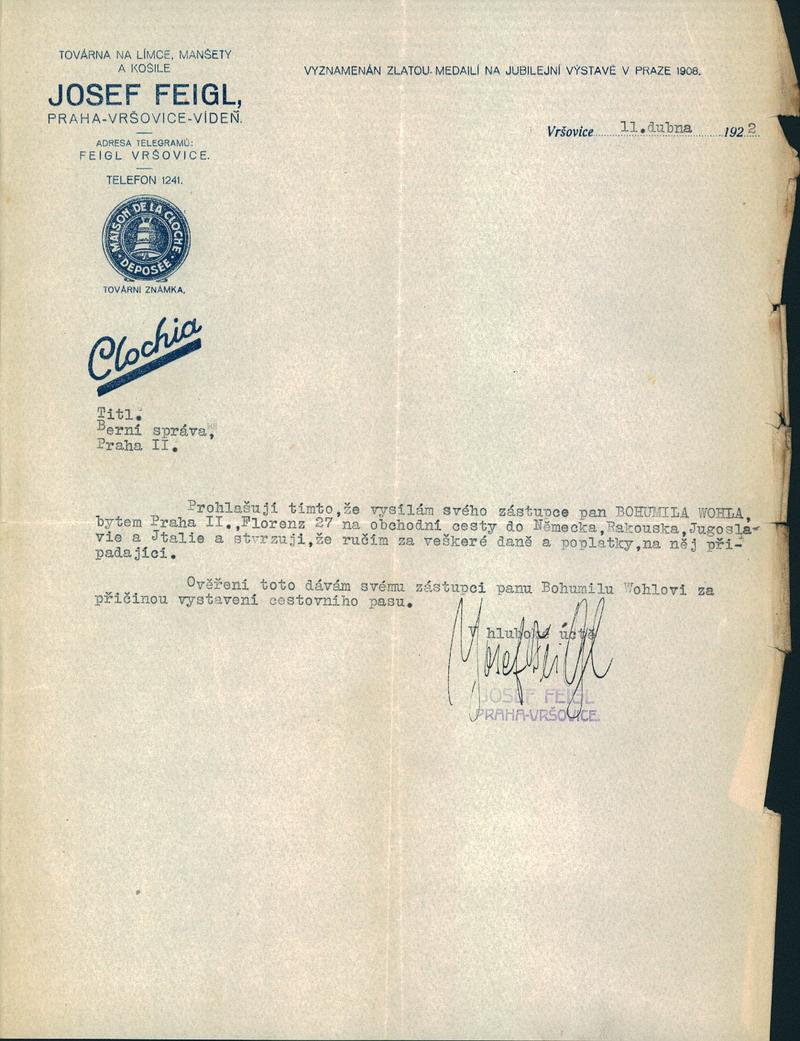 TOVÁRNA NA LÍMCE, MANŠETY
A KOŠILE
JOSEF FEIGL,
PRAHA-VRŠOVICE-VÍDEŇ.
ADRESA TELEGRAMŮ:
FEIGL VRŠOVICE.
TELEFON 1241.
MAISON DE LA CLOCHE
DEPOSÉE
TOVÁRNÍ ZNÁMKA.
Clochia
VYZNAMENÁN ZLATOU MEDAILÍ NA JUBILEJNÍ VÝSTAVĚ V PRAZE 1908.
Vršovice 11.dubna 1922
Titl.
Berní správa,
Praha II.
Prohlašuji tímto,že vysílám svého zástupce pan BOHUMILA WOHLA,
bytem Praha II.,Florenz 27 na obchodní cesty do Německa,Rakouska,Jugosla-
vie a Jtalie a stvrzuji,že ručím za veškeré daně a poplatky,na něj při-
padající.
Ověření toto dávám svému zástupci panu Bohumilu Wohlovi za
příčinou vystavení cestovního pasu.
V hluboké úctě
Josef Feigl
JOSEF FEIGL
PRAHA-VRŠOVICE.